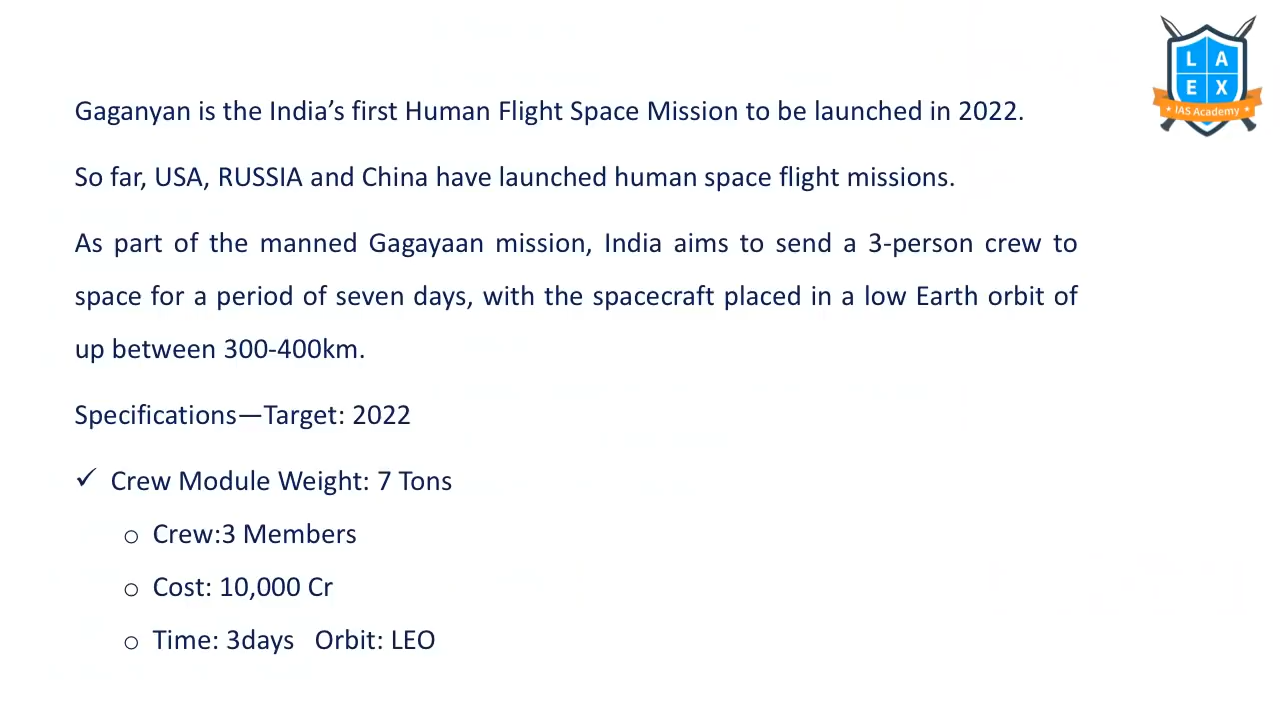 L A
E X
IAS Academy
Gaganyan is the India’s first Human Flight Space Mission to be launched in 2022.
So far, USA, RUSSIA and China have launched human space flight missions.
As part of the manned Gagayaan mission, India aims to send a 3-person crew to
space for a period of seven days, with the spacecraft placed in a low Earth orbit of
up between 300-400km.
Specifications—Target: 2022
✓ Crew Module Weight: 7 Tons
o Crew:3 Members
o Cost: 10,000 Cr
o Time: 3days Orbit: LEO